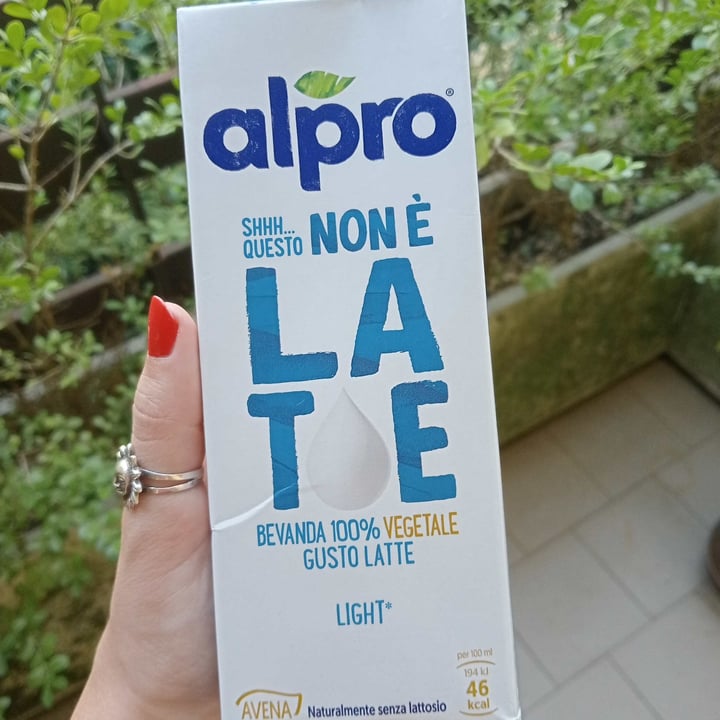 alpro®
SHHH... QUESTO NON È
LA
TE
BEVANDA 100% VEGETALE
GUSTO LATTE
LIGHT*
per 100 ml
194 kJ
46
kcal
AVENA
Naturalmente senza lattosio